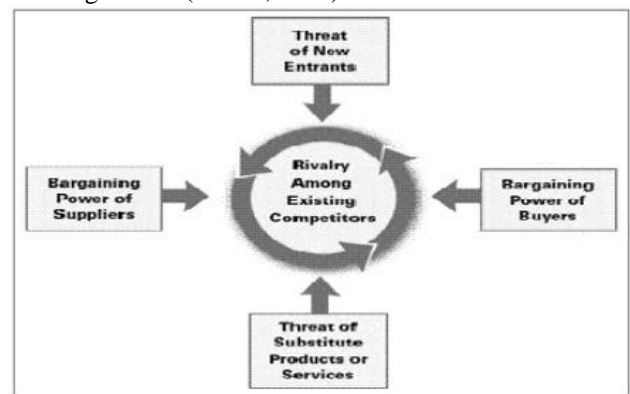 Threat
of New
Entrants
Rivalry
Among
Existing
Competitors
Bargaining
Power of
Suppliers
Bargaining
Power of
Buyers
Threat of
Substitute
Products or
Services